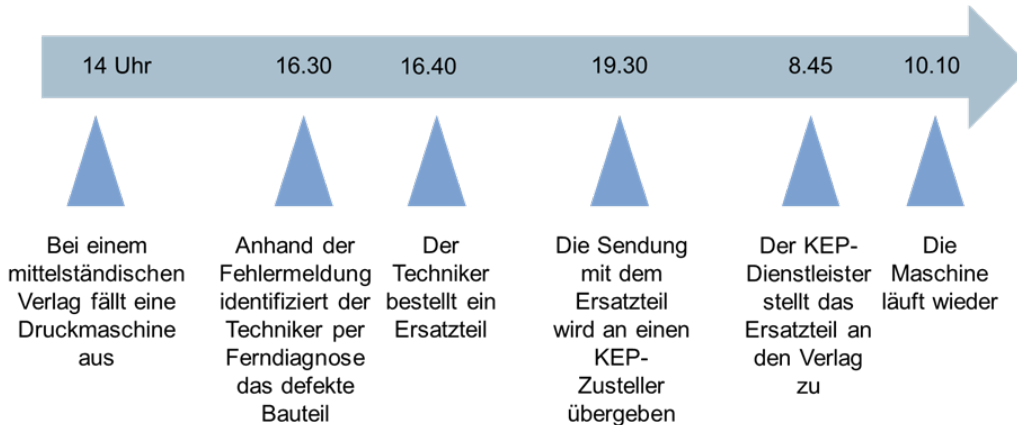 14 Uhr
16.30
16.40
19.30
8.45
10.10
Bei einem
mittelständischen
Verlag fällt eine
Druckmaschine
aus
Anhand der
Fehlermeldung
identifiziert der
Techniker per
Ferndiagnose
das defekte
Bauteil
Der
Techniker
bestellt ein
Ersatzteil
Die Sendung
mit dem
Ersatzteil
wird an einen
KEP-
Zusteller
übergeben
Der KEP-
Dienstleister
stellt das
Ersatzteil an
den Verlag
zu
Die
Maschine
läuft wieder